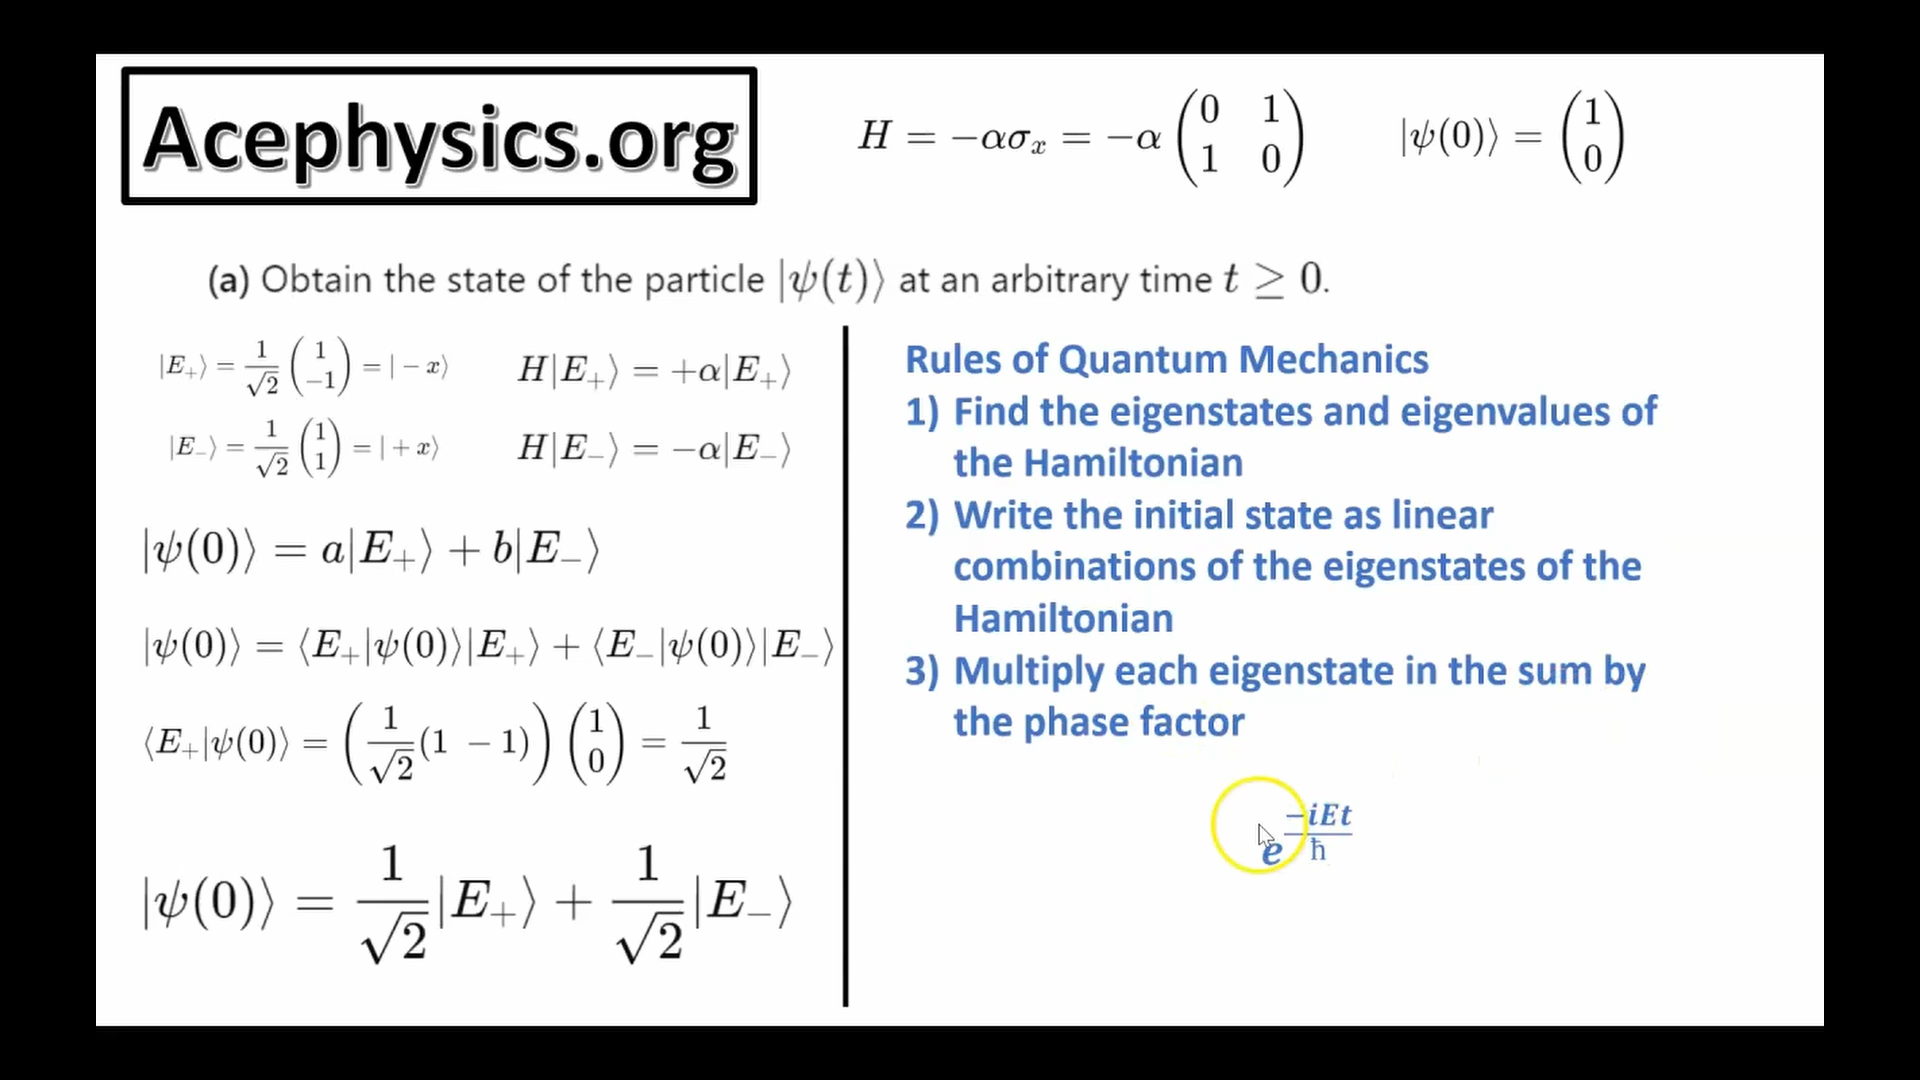 Acephysics.org
H = −ασₓ = −α (0 1; 1 0)   |ψ(0)⟩ = (1; 0)
(a) Obtain the state of the particle |ψ(t)⟩ at an arbitrary time t ≥ 0.
|E₊⟩ = 1/√2 (1; −1) = |− x⟩   H|E₊⟩ = +α|E₊⟩
|E₋⟩ = 1/√2 (1; 1) = |+ x⟩   H|E₋⟩ = −α|E₋⟩
|ψ(0)⟩ = a|E₊⟩ + b|E₋⟩
|ψ(0)⟩ = ⟨E₊|ψ(0)⟩|E₊⟩ + ⟨E₋|ψ(0)⟩|E₋⟩
⟨E₊|ψ(0)⟩ = (1/√2 (1 −1)) (1; 0) = 1/√2
|ψ(0)⟩ = 1/√2 |E₊⟩ + 1/√2 |E₋⟩
Rules of Quantum Mechanics
1) Find the eigenstates and eigenvalues of
the Hamiltonian
2) Write the initial state as linear
combinations of the eigenstates of the
Hamiltonian
3) Multiply each eigenstate in the sum by
the phase factor
e^(−iEt/ħ)